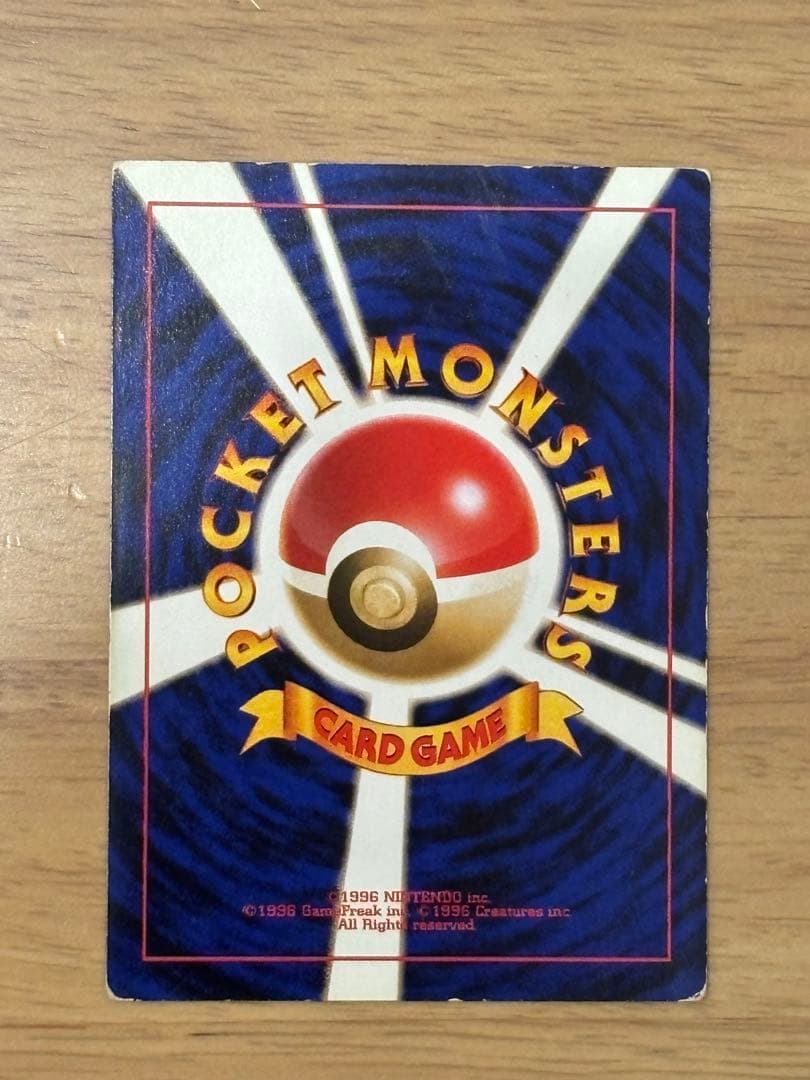 POCKET MONSTERS
CARD GAME
©1996 NINTENDO inc.
©1996 GameFreak inc. ©1996 Creatures inc.
All Rights reserved.